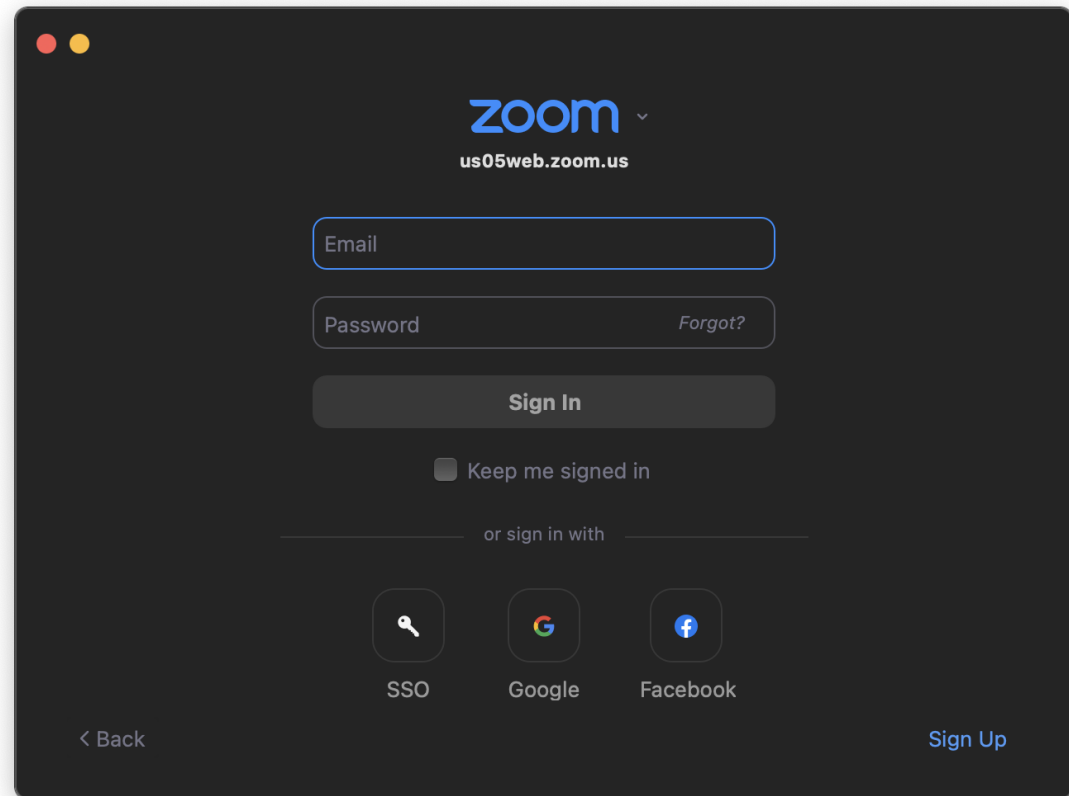 zoom
us05web.zoom.us
Email
Password Forgot?
Sign In
Keep me signed in
or sign in with
SSO Google Facebook
Back Sign Up